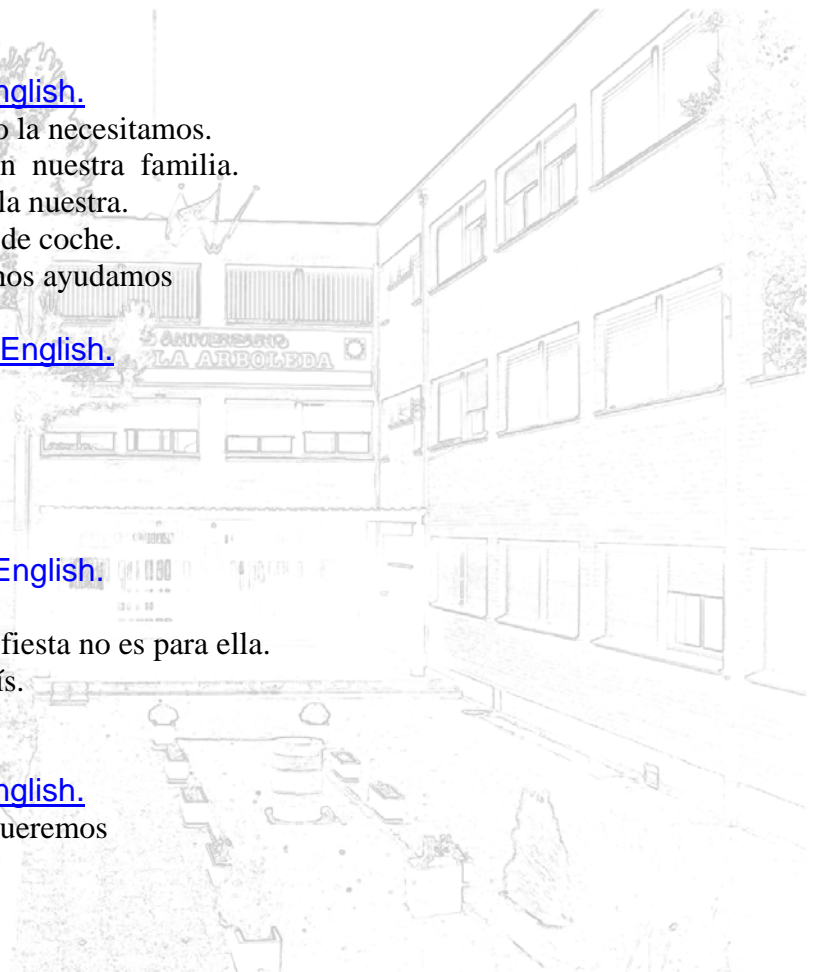 nglish.
o la necesitamos.
n nuestra familia.
la nuestra.
de coche.
nos ayudamos
ANIVERSARIO
English.
LA ARBOLEDA
English.
fiesta no es para ella.
ís.
nglish.
ueremos